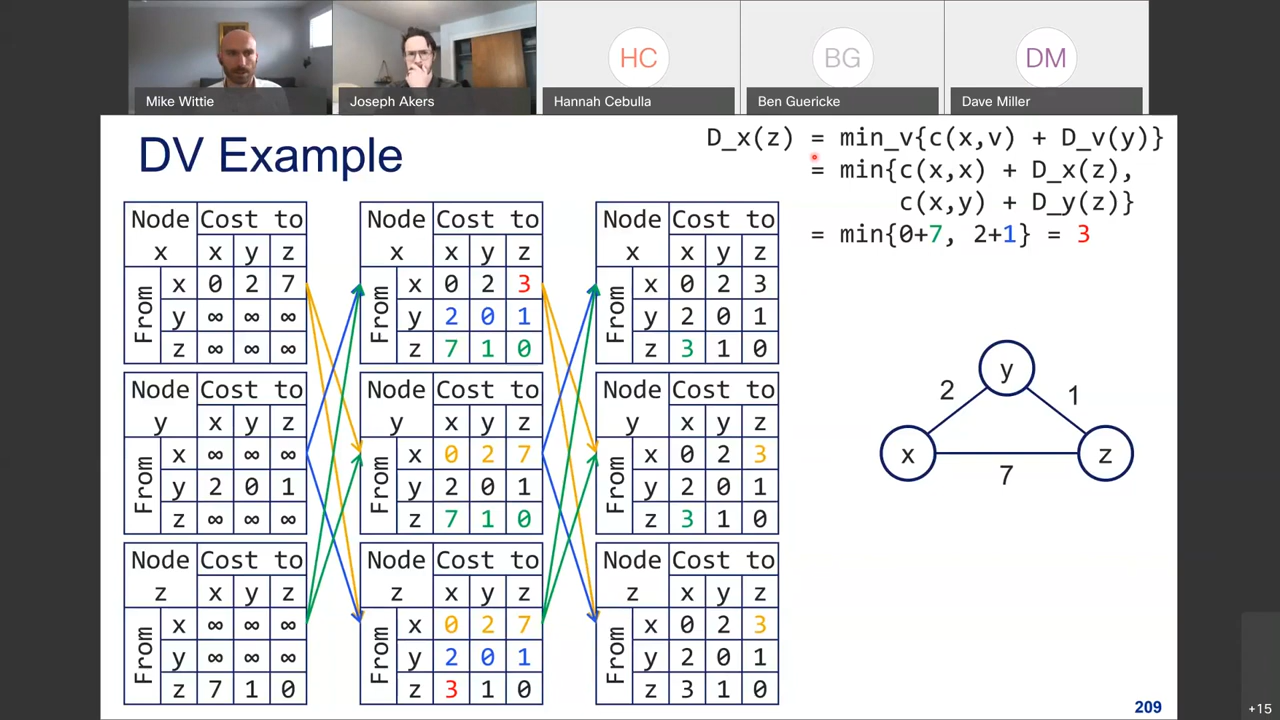 HC
BG
DM
Mike Wittie
Joseph Akers
Hannah Cebulla
Ben Guericke
Dave Miller
DV Example
D_x(z) = min_v{c(x,v) + D_v(y)}
= min{c(x,x) + D_x(z),
c(x,y) + D_y(z)}
= min{0+7, 2+1} = 3
Node Cost to
x x y z
From
x 0 2 7
y ∞ ∞ ∞
z ∞ ∞ ∞
Node Cost to
x x y z
From
x 0 2 3
y 2 0 1
z 7 1 0
Node Cost to
x x y z
From
x 0 2 3
y 2 0 1
z 3 1 0
Node Cost to
y x y z
From
x ∞ ∞ ∞
y 2 0 1
z ∞ ∞ ∞
Node Cost to
y x y z
From
x 0 2 7
y 2 0 1
z 7 1 0
Node Cost to
y x y z
From
x 0 2 3
y 2 0 1
z 3 1 0
Node Cost to
z x y z
From
x ∞ ∞ ∞
y ∞ ∞ ∞
z 7 1 0
Node Cost to
z x y z
From
x 0 2 7
y 2 0 1
z 3 1 0
Node Cost to
z x y z
From
x 0 2 3
y 2 0 1
z 3 1 0
y
2 1
x z
7
209
+15